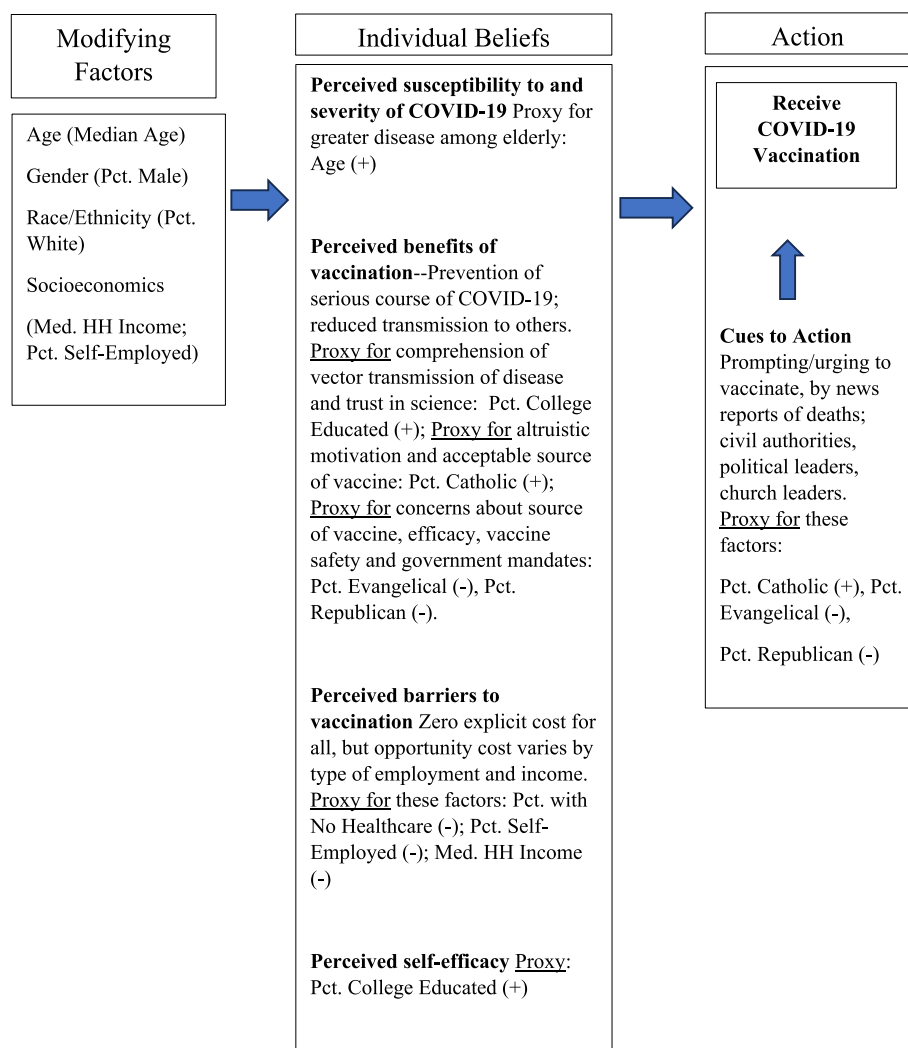 Modifying
Factors
Age (Median Age)
Gender (Pct. Male)
Race/Ethnicity (Pct.
White)
Socioeconomics
(Med. HH Income;
Pct. Self-Employed)
Individual Beliefs
Perceived susceptibility to and
severity of COVID-19 Proxy for
greater disease among elderly:
Age (+)
Perceived benefits of
vaccination--Prevention of
serious course of COVID-19;
reduced transmission to others.
Proxy for comprehension of
vector transmission of disease
and trust in science: Pct. College
Educated (+); Proxy for altruistic
motivation and acceptable source
of vaccine: Pct. Catholic (+);
Proxy for concerns about source
of vaccine, efficacy, vaccine
safety and government mandates:
Pct. Evangelical (-), Pct.
Republican (-).
Perceived barriers to
vaccination Zero explicit cost for
all, but opportunity cost varies by
type of employment and income.
Proxy for these factors: Pct. with
No Healthcare (-); Pct. Self-
Employed (-); Med. HH Income
(-)
Perceived self-efficacy Proxy:
Pct. College Educated (+)
Action
Receive
COVID-19
Vaccination
Cues to Action
Prompting/urging to
vaccinate, by news
reports of deaths;
civil authorities,
political leaders,
church leaders.
Proxy for these
factors:
Pct. Catholic (+), Pct.
Evangelical (-),
Pct. Republican (-)